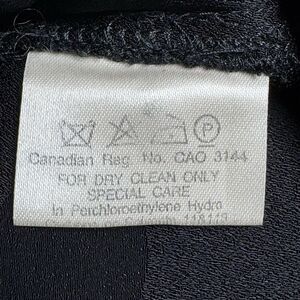 P
Canadian Reg. No. CAO 3144
FOR DRY CLEAN ONLY
SPECIAL CARE
In Perchloroethylene Hydro